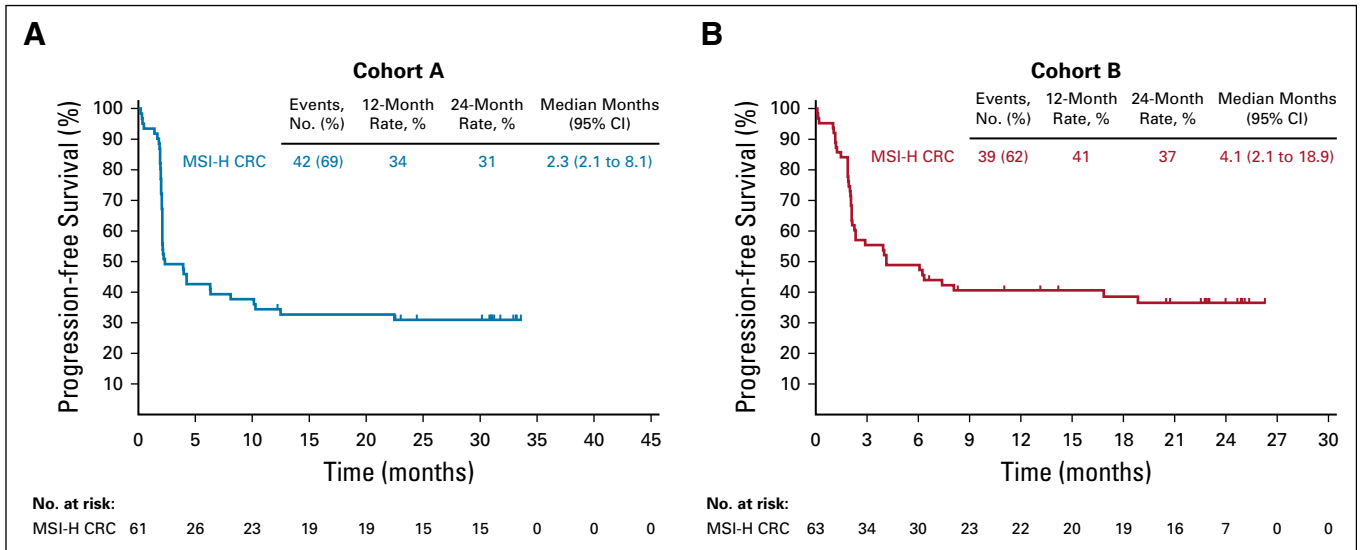 A
Cohort A
Events, No. (%) 12-Month Rate, % 24-Month Rate, % Median Months (95% CI)
MSI-H CRC 42 (69) 34 31 2.3 (2.1 to 8.1)
Progression-free Survival (%)
100
90
80
70
60
50
40
30
20
10
0 5 10 15 20 25 30 35 40 45
Time (months)
No. at risk:
MSI-H CRC 61 26 23 19 19 15 15 0 0 0
B
Cohort B
Events, No. (%) 12-Month Rate, % 24-Month Rate, % Median Months (95% CI)
MSI-H CRC 39 (62) 41 37 4.1 (2.1 to 18.9)
Progression-free Survival (%)
100
90
80
70
60
50
40
30
20
10
0 3 6 9 12 15 18 21 24 27 30
Time (months)
No. at risk:
MSI-H CRC 63 34 30 23 22 20 19 16 7 0 0